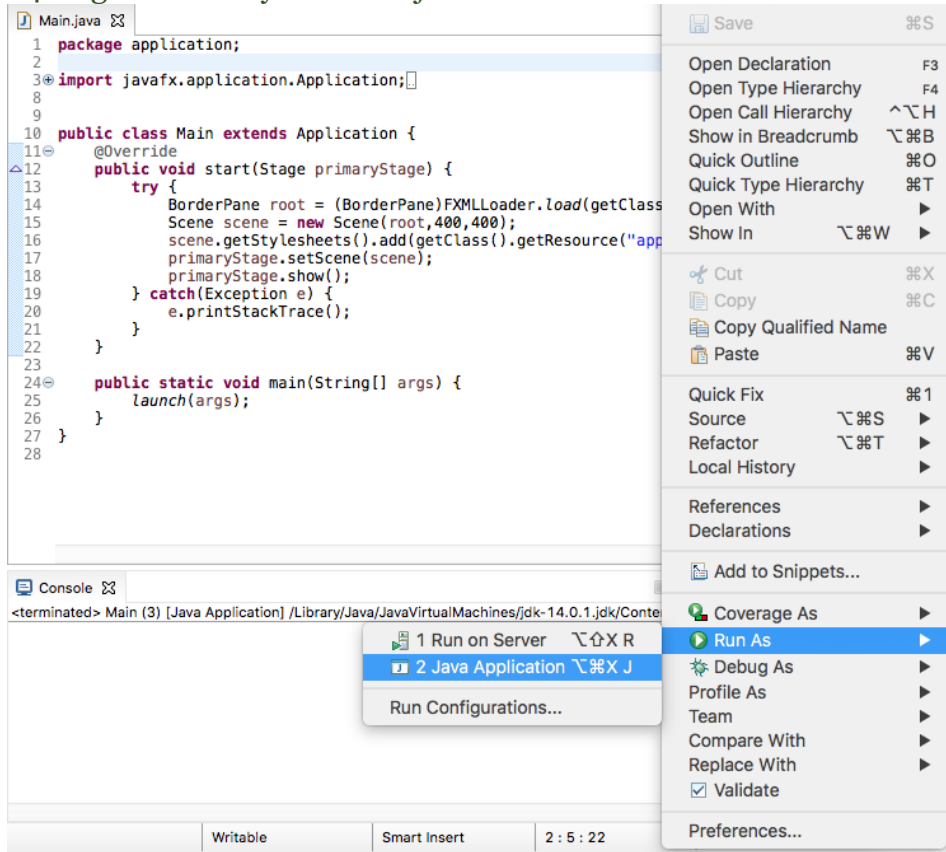 Main.java
1 package application;
2
3 import javafx.application.Application;
8
9
10 public class Main extends Application {
11 @Override
12 public void start(Stage primaryStage) {
13 try {
14 BorderPane root = (BorderPane)FXMLLoader.load(getClass
15 Scene scene = new Scene(root,400,400);
16 scene.getStylesheets().add(getClass().getResource("app
17 primaryStage.setScene(scene);
18 primaryStage.show();
19 } catch(Exception e) {
20 e.printStackTrace();
21 }
22 }
23
24 public static void main(String[] args) {
25 launch(args);
26 }
27 }
28
Console
<terminated> Main (3) [Java Application] /Library/Java/JavaVirtualMachines/jdk-14.0.1.jdk/Conte
1 Run on Server ⌥⇧X R
2 Java Application ⌥⌘X J
Run Configurations...
Save ⌘S
Open Declaration F3
Open Type Hierarchy F4
Open Call Hierarchy ^⌥H
Show in Breadcrumb ⌥⌘B
Quick Outline ⌘O
Quick Type Hierarchy ⌘T
Open With ▶
Show In ⌥⌘W ▶
Cut ⌘X
Copy ⌘C
Copy Qualified Name
Paste ⌘V
Quick Fix ⌘1
Source ⌥⌘S ▶
Refactor ⌥⌘T ▶
Local History ▶
References ▶
Declarations ▶
Add to Snippets...
Coverage As ▶
Run As ▶
Debug As ▶
Profile As ▶
Team ▶
Compare With ▶
Replace With ▶
Validate
Preferences...
Writable Smart Insert 2 : 5 : 22